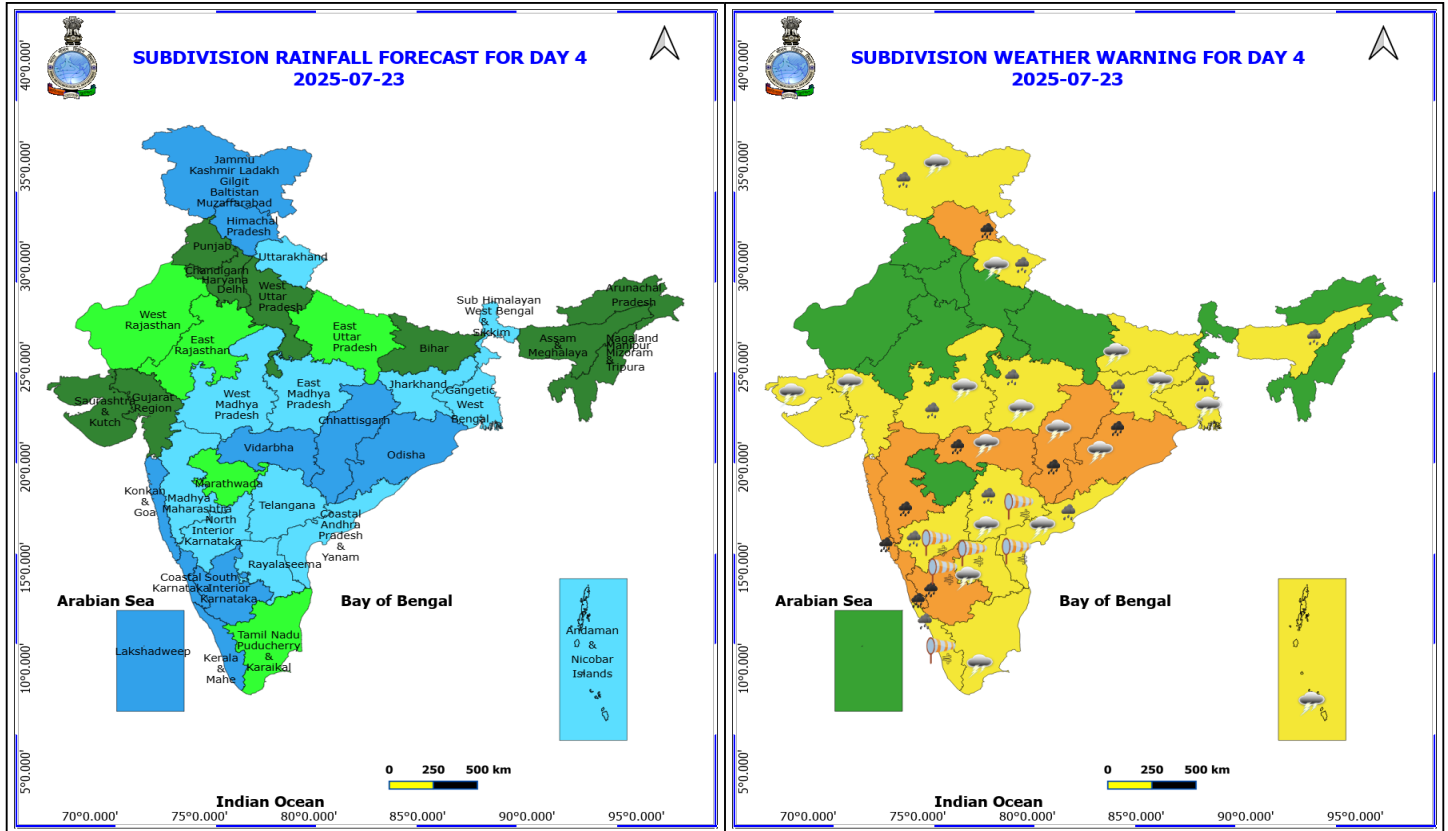 SUBDIVISION RAINFALL FORECAST FOR DAY 4
2025-07-23
40°0.000'
35°0.000'
30°0.000'
25°0.000'
20°0.000'
15°0.000'
10°0.000'
5°0.000'
Jammu
Kashmir Ladakh
Gilgit
Baltistan
Muzaffarabad
Himachal
Pradesh
Punjab
Uttarakhand
Chandigarh
Haryana
Delhi
West
Uttar
Pradesh
Arunachal
Pradesh
West
Rajasthan
East
Rajasthan
East
Uttar
Pradesh
Sub Himalayan
West Bengal
&
Sikkim
Bihar
Assam
&
Meghalaya
Nagaland
Manipur
Mizoram
&
Tripura
Saurashtra
&
Kutch
Gujarat
Region
West
Madhya
Pradesh
East
Madhya
Pradesh
Jharkhand
Gangetic
West
Bengal
Chhattisgarh
Vidarbha
Odisha
Konkan
&
Goa
Madhya
Maharashtra
Marathwada
Telangana
North
Interior
Karnataka
Coastal
Andhra
Pradesh
&
Yanam
Rayalaseema
Coastal
Karnataka
South
Interior
Karnataka
Arabian Sea
Bay of Bengal
Lakshadweep
Kerala
&
Mahe
Tamil Nadu
Puducherry
&
Karaikal
Andaman
&
Nicobar
Islands
0 250 500 km
Indian Ocean
70°0.000' 75°0.000' 80°0.000' 85°0.000' 90°0.000' 95°0.000'
SUBDIVISION WEATHER WARNING FOR DAY 4
2025-07-23
40°0.000'
35°0.000'
30°0.000'
25°0.000'
20°0.000'
15°0.000'
10°0.000'
5°0.000'
Arabian Sea
Bay of Bengal
0 250 500 km
Indian Ocean
70°0.000' 75°0.000' 80°0.000' 85°0.000' 90°0.000' 95°0.000'